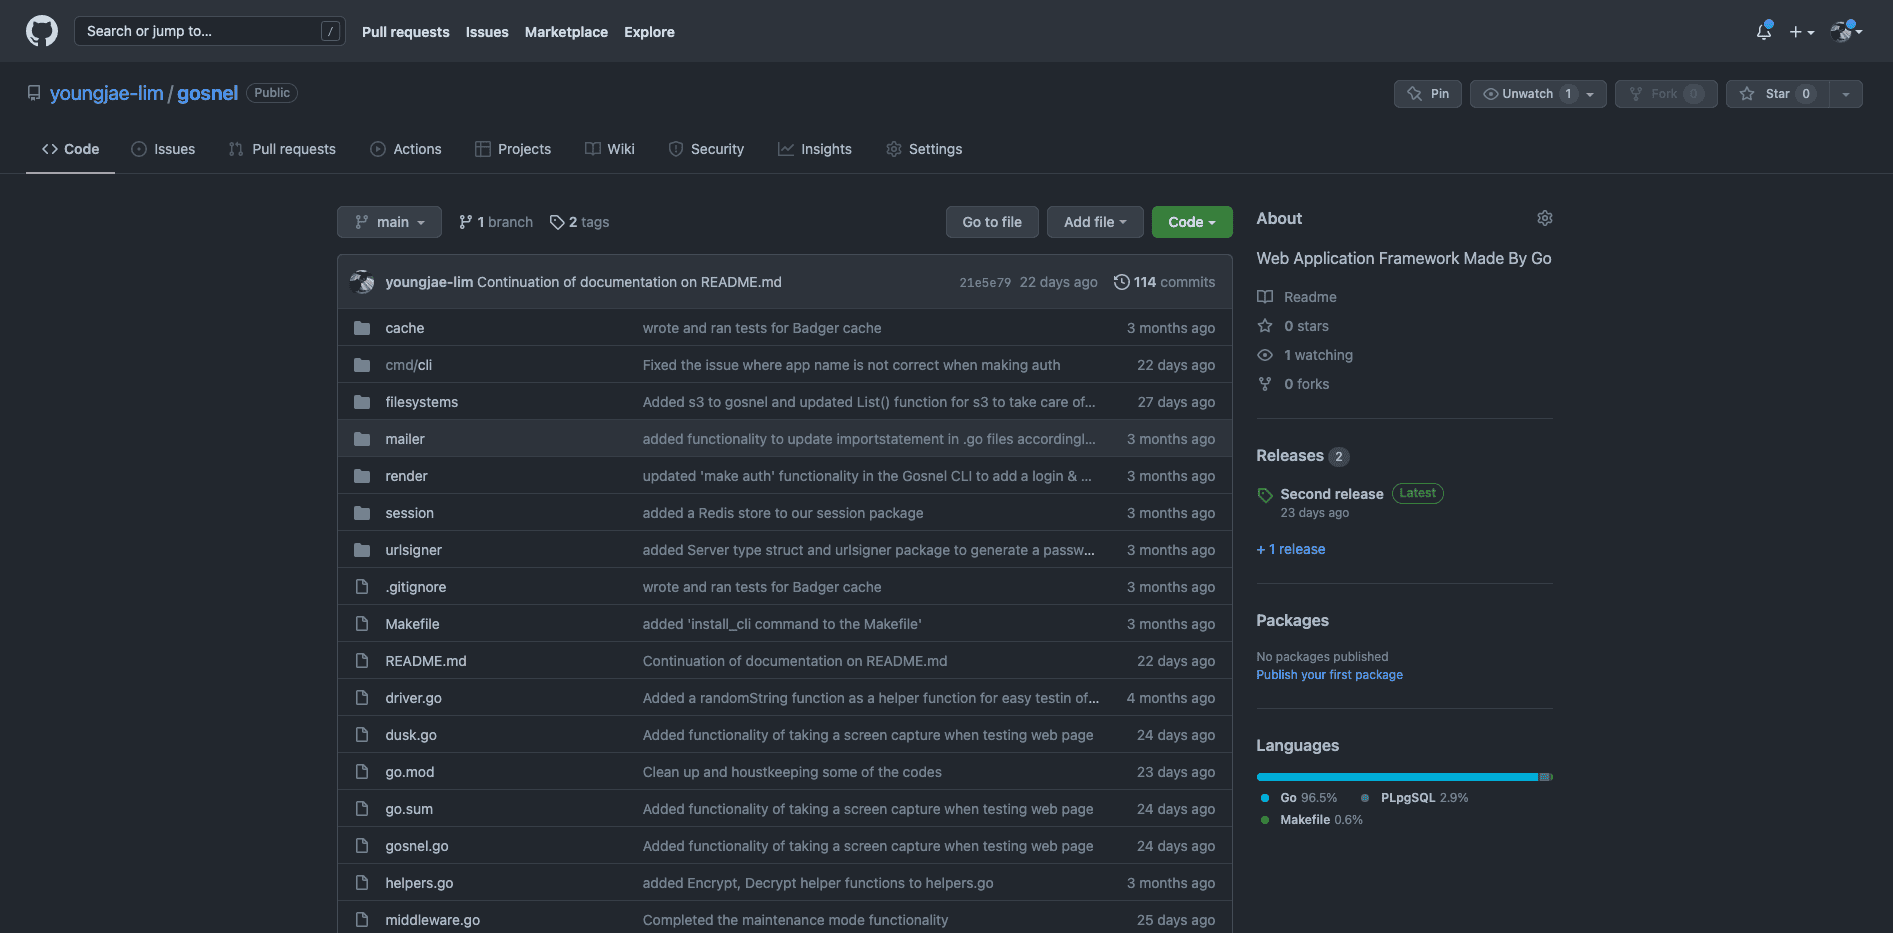 Search or jump to... /
Pull requests Issues Marketplace Explore
youngjae-lim / gosnel Public
Pin Unwatch 1 Fork 0 Star 0
Code Issues Pull requests Actions Projects Wiki Security Insights Settings
main 1 branch 2 tags Go to file Add file Code
youngjae-lim Continuation of documentation on README.md 21e5e79 22 days ago 114 commits
cache wrote and ran tests for Badger cache 3 months ago
cmd/cli Fixed the issue where app name is not correct when making auth 22 days ago
filesystems Added s3 to gosnel and updated List() function for s3 to take care of... 27 days ago
mailer added functionality to update importstatement in .go files accordingl... 3 months ago
render updated 'make auth' functionality in the Gosnel CLI to add a login & ... 3 months ago
session added a Redis store to our session package 3 months ago
urlsigner added Server type struct and urlsigner package to generate a passw... 3 months ago
.gitignore wrote and ran tests for Badger cache 3 months ago
Makefile added 'install_cli command to the Makefile' 3 months ago
README.md Continuation of documentation on README.md 22 days ago
driver.go Added a randomString function as a helper function for easy testin of... 4 months ago
dusk.go Added functionality of taking a screen capture when testing web page 24 days ago
go.mod Clean up and houstkeeping some of the codes 23 days ago
go.sum Added functionality of taking a screen capture when testing web page 24 days ago
gosnel.go Added functionality of taking a screen capture when testing web page 24 days ago
helpers.go added Encrypt, Decrypt helper functions to helpers.go 3 months ago
middleware.go Completed the maintenance mode functionality 25 days ago
About
Web Application Framework Made By Go
Readme
0 stars
1 watching
0 forks
Releases 2
Second release Latest
23 days ago
+ 1 release
Packages
No packages published
Publish your first package
Languages
Go 96.5% PLpgSQL 2.9%
Makefile 0.6%